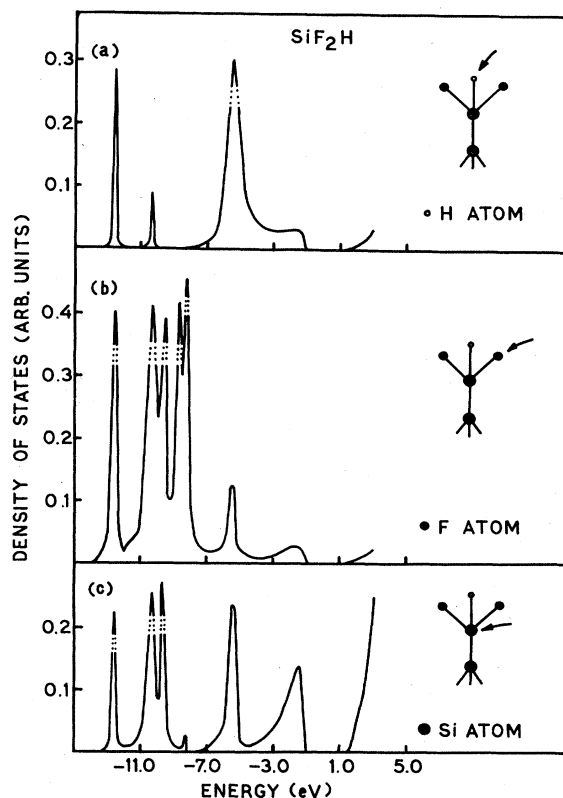 SiF2H
(a)
0.3
0.2
0.1
H ATOM
(b)
0.4
0.3
0.2
0.1
0
F ATOM
(c)
0.2
0.1
0
Si ATOM
-11.0 -7.0 -3.0 1.0 5.0
ENERGY (eV)
DENSITY OF STATES (ARB. UNITS)